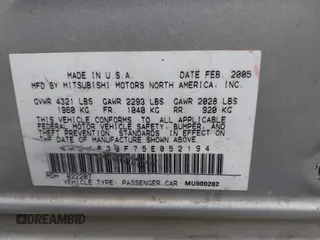 MADE IN U.S.A. DATE FEB. 2005
MFD BY MITSUBISHI MOTORS NORTH AMERICA, INC.
GVWR 4321 LBS GAWR 2293 LBS GAWR 2028 LBS
1960 KG FR 1040 KG RR 920 KG
THIS VEHICLE CONFORMS TO ALL APPLICABLE
FEDERAL MOTOR VEHICLE SAFETY, BUMPER, AND
THEFT PREVENTION STANDARDS IN EFFECT ON THE
DATE OF MANUFACTURE SHOWN ABOVE.
F75E052194
022207
VEHICLE TYPE: PASSENGER CAR MU900282
DREAMBID